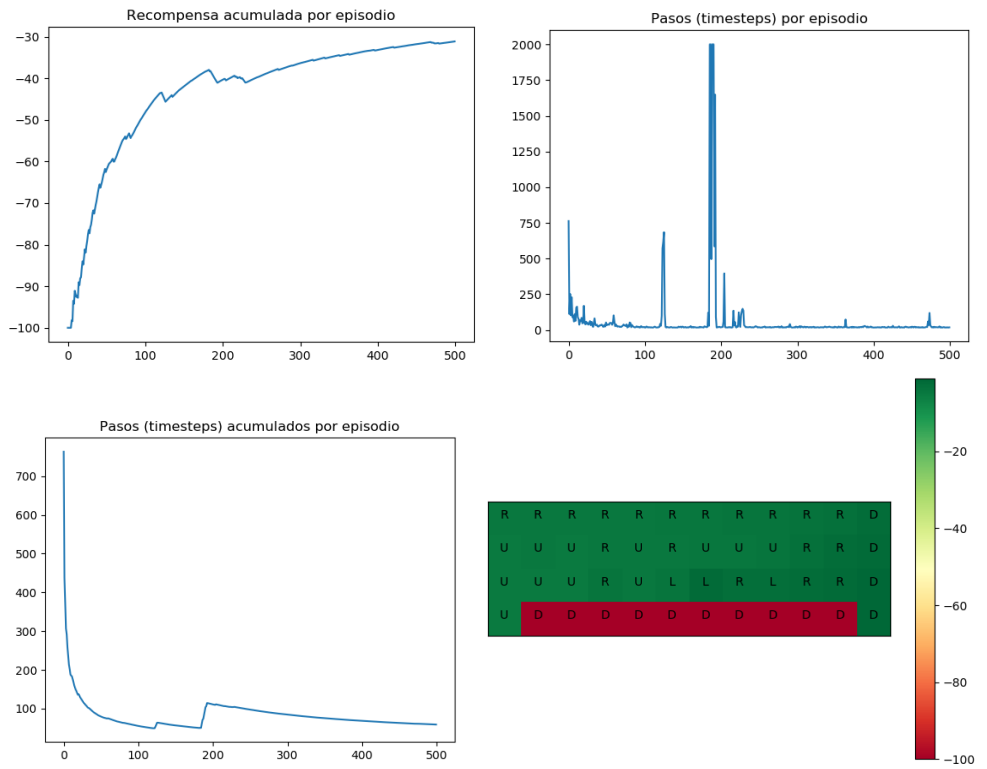 Recompensa acumulada por episodio
−30
−40
−50
−60
−70
−80
−90
−100
0 100 200 300 400 500
Pasos (timesteps) por episodio
2000
1750
1500
1250
1000
750
500
250
0
0 100 200 300 400 500
Pasos (timesteps) acumulados por episodio
700
600
500
400
300
200
100
0 100 200 300 400 500
R R R R R R R R R R R D
U U U R U R U U U R R D
U U U R U L L R L R R D
U D D D D D D D D D D D
−20
−40
−60
−80
−100